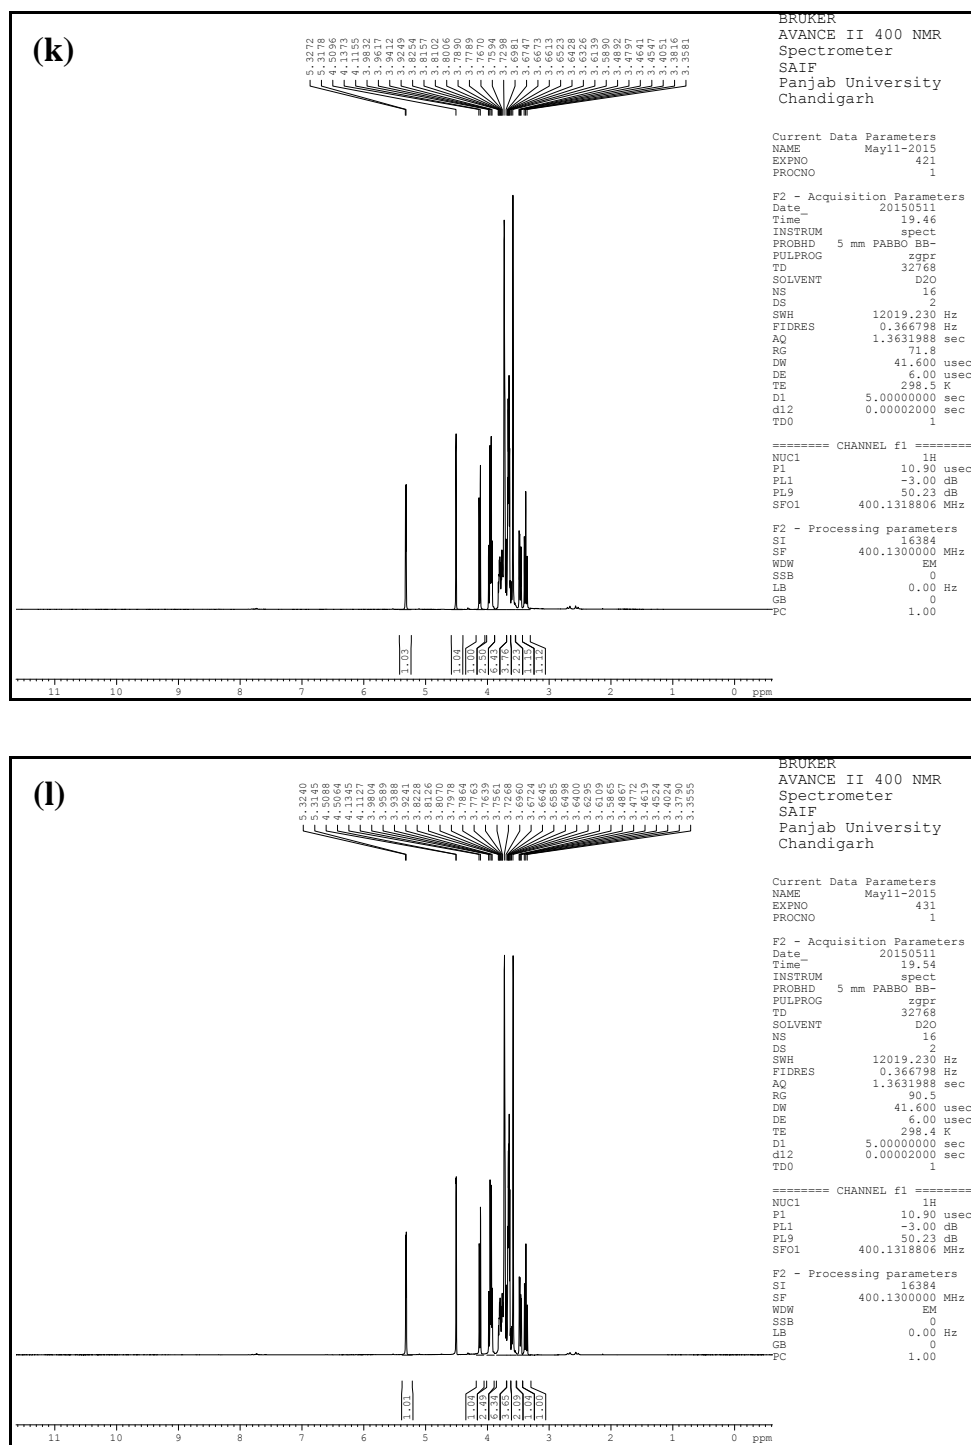 (k)
5.3272
5.3178
4.5096
4.1373
4.1155
3.9832
3.9617
3.9412
3.9249
3.8254
3.8157
3.8102
3.8006
3.7890
3.7789
3.7670
3.7594
3.7298
3.6981
3.6747
3.6673
3.6613
3.6523
3.6428
3.6326
3.6139
3.5890
3.4892
3.4797
3.4641
3.4547
3.4051
3.3816
3.3581
BRUKER
AVANCE II 400 NMR
Spectrometer
SAIF
Panjab University
Chandigarh
Current Data Parameters
NAME May11-2015
EXPNO 421
PROCNO 1
F2 - Acquisition Parameters
Date_ 20150511
Time 19.46
INSTRUM spect
PROBHD 5 mm PABBO BB-
PULPROG zgpr
TD 32768
SOLVENT D2O
NS 16
DS 2
SWH 12019.230 Hz
FIDRES 0.366798 Hz
AQ 1.3631988 sec
RG 71.8
DW 41.600 usec
DE 6.00 usec
TE 298.5 K
D1 5.00000000 sec
d12 0.00002000 sec
TD0 1
======== CHANNEL f1 ========
NUC1 1H
P1 10.90 usec
PL1 -3.00 dB
PL9 50.23 dB
SFO1 400.1318806 MHz
F2 - Processing parameters
SI 16384
SF 400.1300000 MHz
WDW EM
SSB 0
LB 0.00 Hz
GB 0
PC 1.00
1.03
1.04
1.00
2.50
6.43
3.76
2.23
1.15
1.12
11 10 9 8 7 6 5 4 3 2 1 0 ppm
(l)
5.3240
5.3145
4.5088
4.5064
4.1345
4.1127
3.9804
3.9589
3.9388
3.9241
3.8228
3.8126
3.8070
3.7978
3.7864
3.7763
3.7639
3.7561
3.7268
3.6960
3.6724
3.6645
3.6585
3.6498
3.6400
3.6295
3.6109
3.5865
3.4867
3.4772
3.4619
3.4524
3.4024
3.3790
3.3555
BRUKER
AVANCE II 400 NMR
Spectrometer
SAIF
Panjab University
Chandigarh
Current Data Parameters
NAME May11-2015
EXPNO 431
PROCNO 1
F2 - Acquisition Parameters
Date_ 20150511
Time 19.54
INSTRUM spect
PROBHD 5 mm PABBO BB-
PULPROG zgpr
TD 32768
SOLVENT D2O
NS 16
DS 2
SWH 12019.230 Hz
FIDRES 0.366798 Hz
AQ 1.3631988 sec
RG 90.5
DW 41.600 usec
DE 6.00 usec
TE 298.4 K
D1 5.00000000 sec
d12 0.00002000 sec
TD0 1
======== CHANNEL f1 ========
NUC1 1H
P1 10.90 usec
PL1 -3.00 dB
PL9 50.23 dB
SFO1 400.1318806 MHz
F2 - Processing parameters
SI 16384
SF 400.1300000 MHz
WDW EM
SSB 0
LB 0.00 Hz
GB 0
PC 1.00
1.01
1.04
2.49
6.34
3.65
2.09
1.04
1.00
11 10 9 8 7 6 5 4 3 2 1 0 ppm